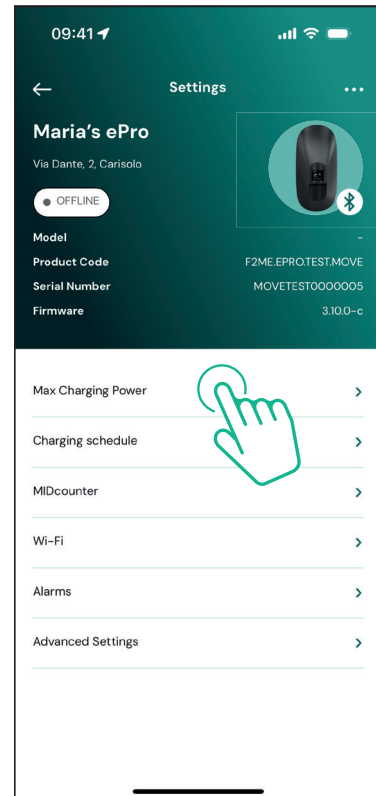 09:41
Settings
Maria's ePro
Via Dante, 2, Carisolo
OFFLINE
Model -
Product Code F2ME.EPRO.TEST.MOVE
Serial Number MOVETEST0000005
Firmware 3.10.0-c
Max Charging Power
Charging schedule
MIDcounter
Wi-Fi
Alarms
Advanced Settings